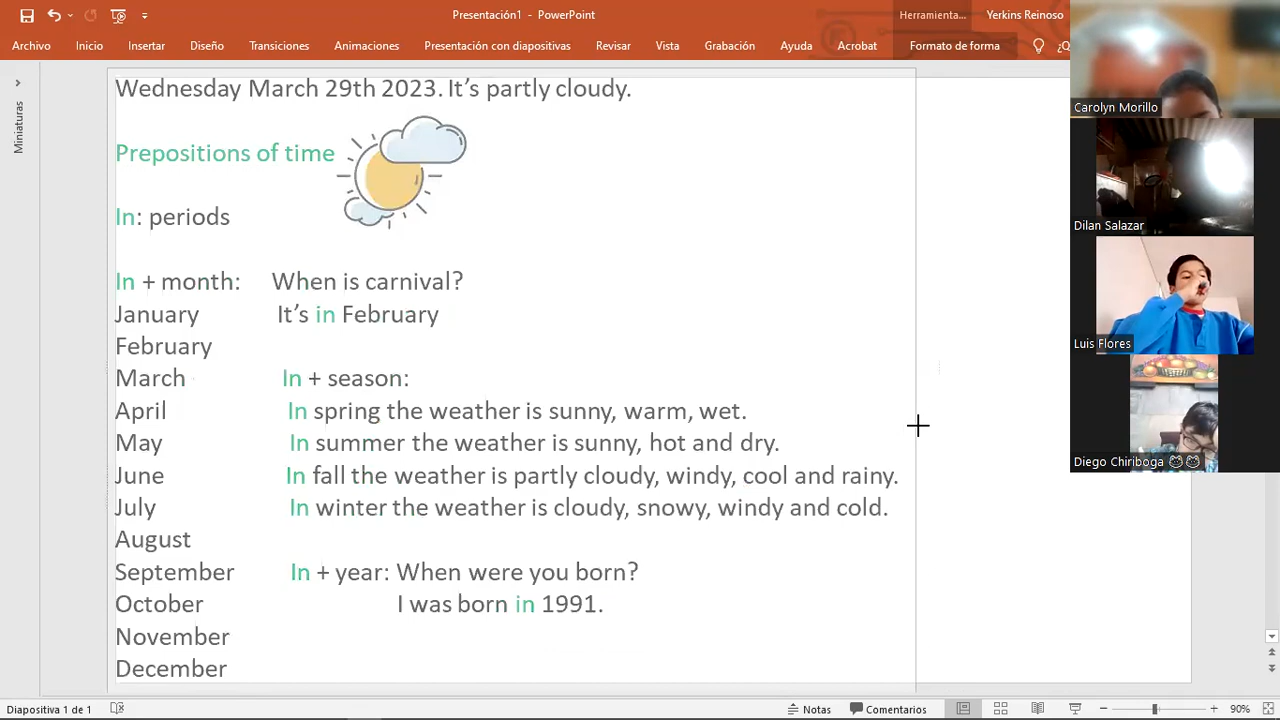 Presentación1 - PowerPoint
Herramienta...
Yerkins Reinoso
Archivo
Inicio
Insertar
Diseño
Transiciones
Animaciones
Presentación con diapositivas
Revisar
Vista
Grabación
Ayuda
Acrobat
Formato de forma
¿Q
Miniaturas
Wednesday March 29th 2023. It's partly cloudy.
Prepositions of time
In: periods
In + month: When is carnival?
January It's in February
February
March In + season:
April In spring the weather is sunny, warm, wet.
May In summer the weather is sunny, hot and dry.
June In fall the weather is partly cloudy, windy, cool and rainy.
July In winter the weather is cloudy, snowy, windy and cold.
August
September In + year: When were you born?
October I was born in 1991.
November
December
Carolyn Morillo
Dilan Salazar
Luis Flores
Diego Chiriboga 🐺🐺
Diapositiva 1 de 1
Notas
Comentarios
90%